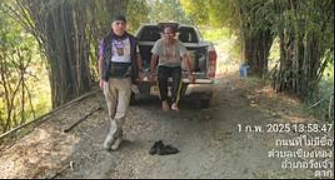 1 ก.พ. 2025 13:58:47
ถนนที่ไม่มีชื่อ
ตำบลเชียงทอง
อำเภอวังเจ้า
ตาก